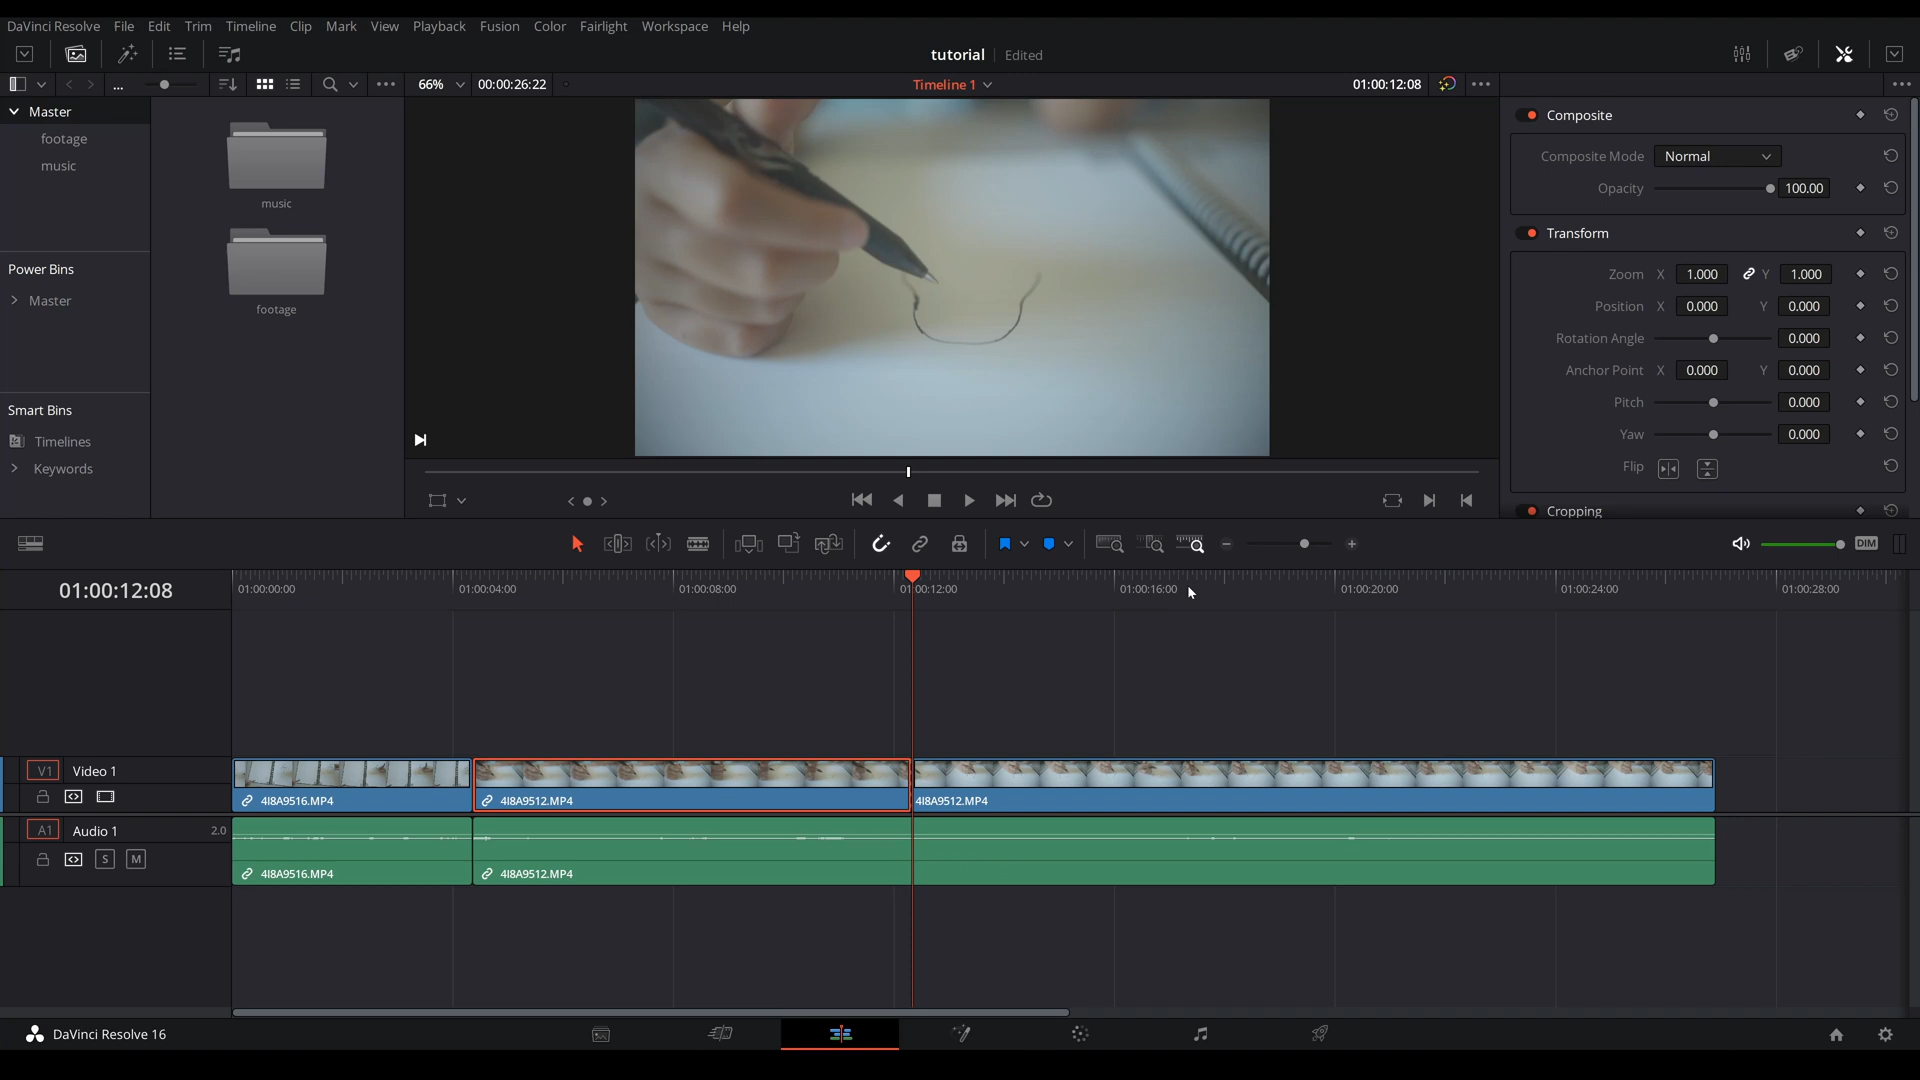 DaVinci Resolve File Edit Trim Timeline Clip Mark View Playback Fusion Color Fairlight Workspace Help
tutorial Edited
... 66% 00:00:26:22 Timeline 1 01:00:12:08
Master
footage
music
Power Bins
Master
Smart Bins
Timelines
Keywords
music
footage
Composite
Composite Mode Normal
Opacity 100.00
Transform
Zoom X 1.000 Y 1.000
Position X 0.000 Y 0.000
Rotation Angle 0.000
Anchor Point X 0.000 Y 0.000
Pitch 0.000
Yaw 0.000
Flip
Cropping
DIM
01:00:12:08
01:00:00:00 01:00:04:00 01:00:08:00 01:00:12:00 01:00:16:00 01:00:20:00 01:00:24:00 01:00:28:00
V1 Video 1
4I8A9516.MP4 4I8A9512.MP4 4I8A9512.MP4
A1 Audio 1 2.0
S M
4I8A9516.MP4 4I8A9512.MP4
DaVinci Resolve 16